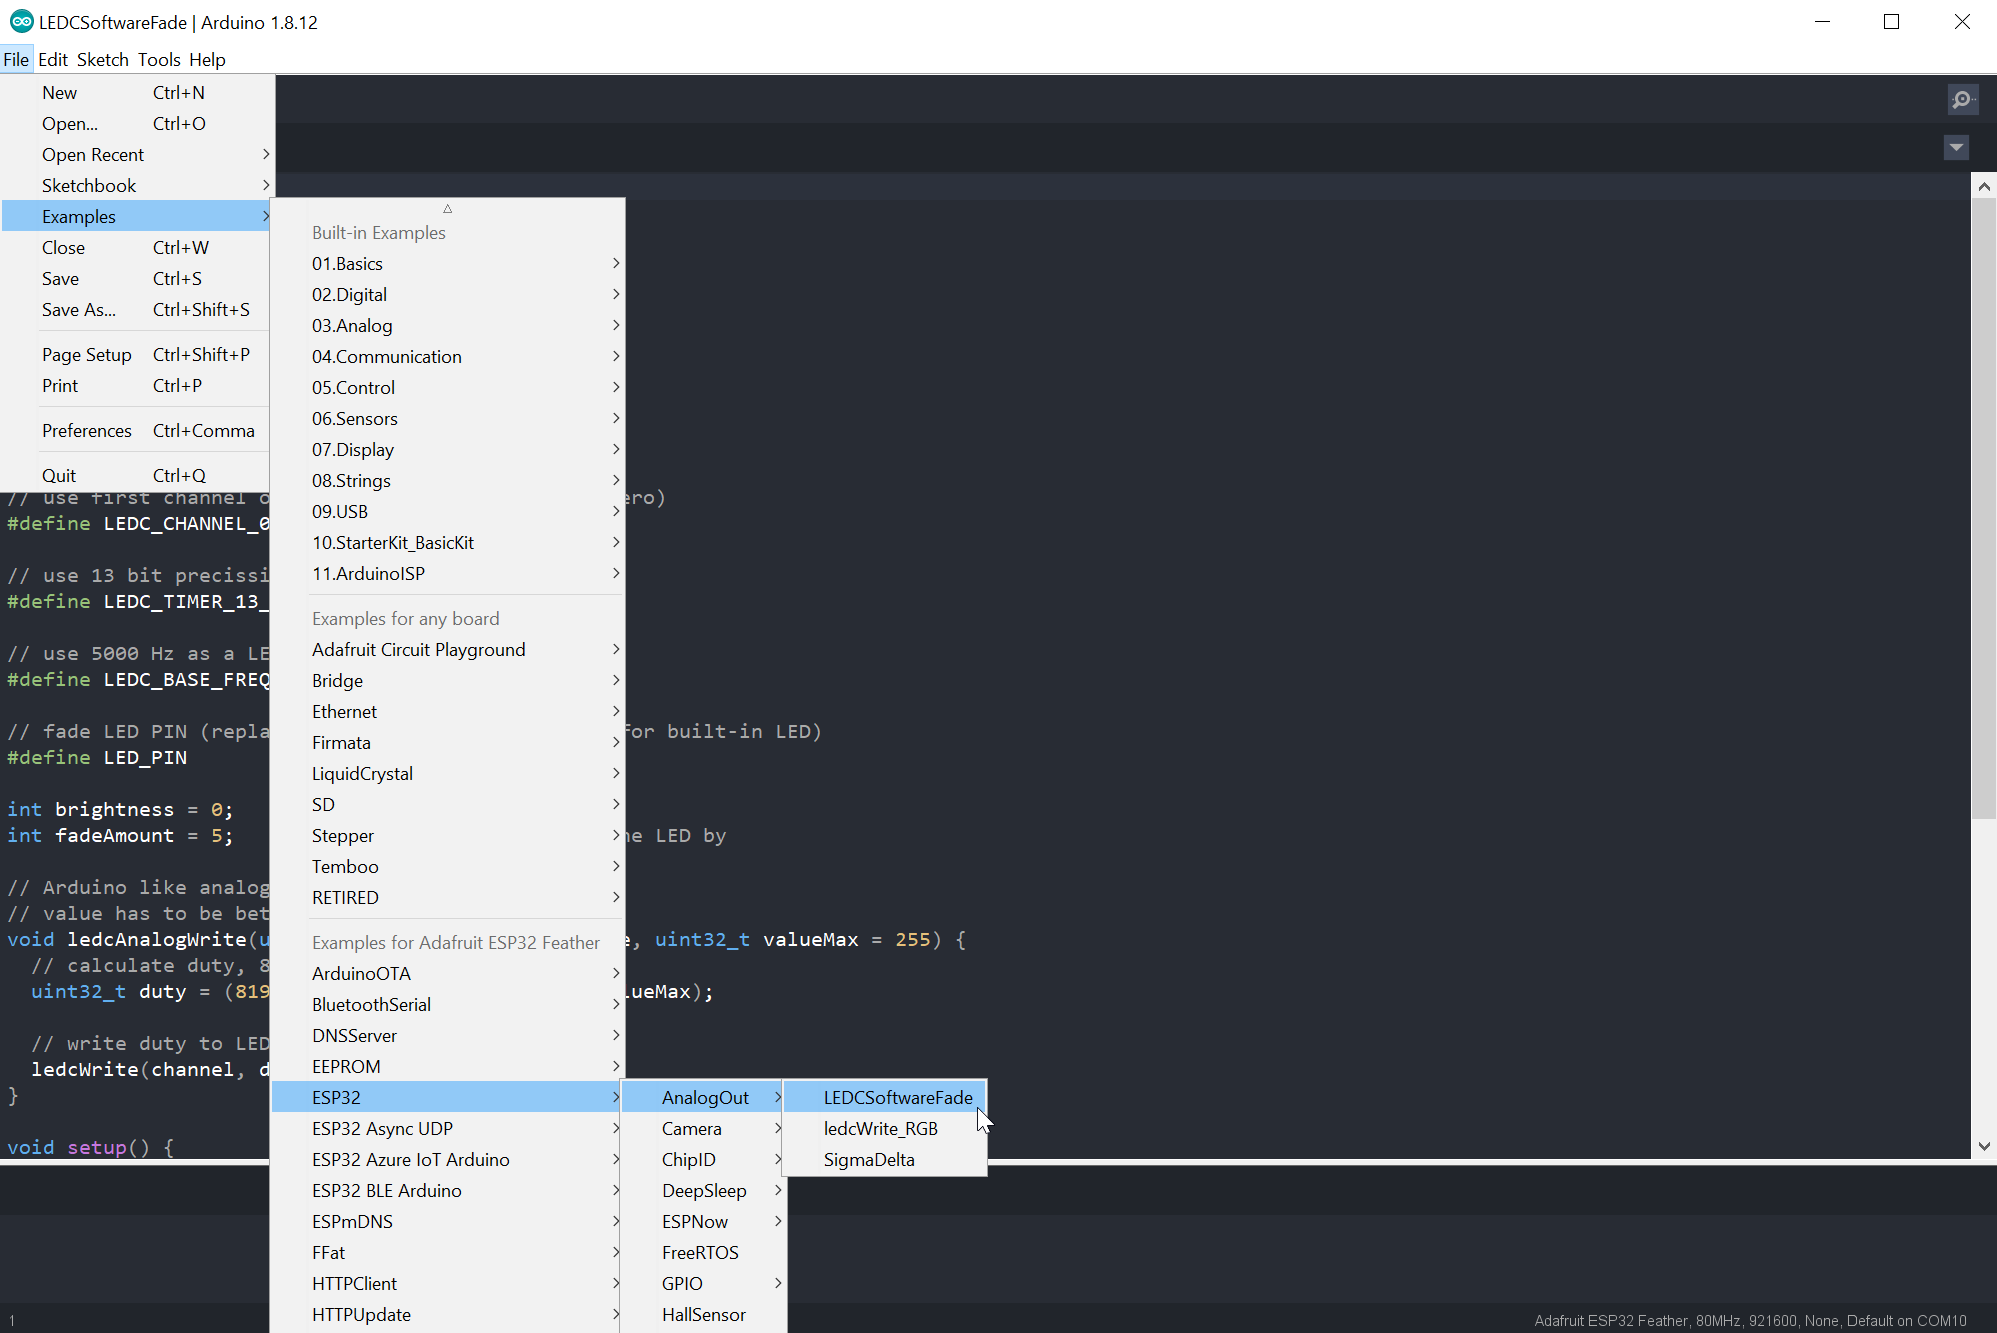 LEDCSoftwareFade | Arduino 1.8.12
File Edit Sketch Tools Help
New Ctrl+N
Open... Ctrl+O
Open Recent
Sketchbook
Examples
Close Ctrl+W
Save Ctrl+S
Save As... Ctrl+Shift+S
Page Setup Ctrl+Shift+P
Print Ctrl+P
Preferences Ctrl+Comma
Quit Ctrl+Q
Built-in Examples
01.Basics
02.Digital
03.Analog
04.Communication
05.Control
06.Sensors
07.Display
08.Strings
09.USB
10.StarterKit_BasicKit
11.ArduinoISP
Examples for any board
Adafruit Circuit Playground
Bridge
Ethernet
Firmata
LiquidCrystal
SD
Stepper
Temboo
RETIRED
Examples for Adafruit ESP32 Feather
ArduinoOTA
BluetoothSerial
DNSServer
EEPROM
ESP32
ESP32 Async UDP
ESP32 Azure IoT Arduino
ESP32 BLE Arduino
ESPmDNS
FFat
HTTPClient
HTTPUpdate
AnalogOut
Camera
ChipID
DeepSleep
ESPNow
FreeRTOS
GPIO
HallSensor
LEDCSoftwareFade
ledcWrite_RGB
SigmaDelta
// use first channel o ero)
#define LEDC_CHANNEL_0
// use 13 bit precissi
#define LEDC_TIMER_13_
// use 5000 Hz as a LE
#define LEDC_BASE_FREQ
// fade LED PIN (repla for built-in LED)
#define LED_PIN
int brightness = 0;
int fadeAmount = 5; he LED by
// Arduino like analog
// value has to be bet
void ledcAnalogWrite(u e, uint32_t valueMax = 255) {
// calculate duty, 8
uint32_t duty = (819 lueMax);
// write duty to LED
ledcWrite(channel, d
}
void setup() {
1
Adafruit ESP32 Feather, 80MHz, 921600, None, Default on COM10